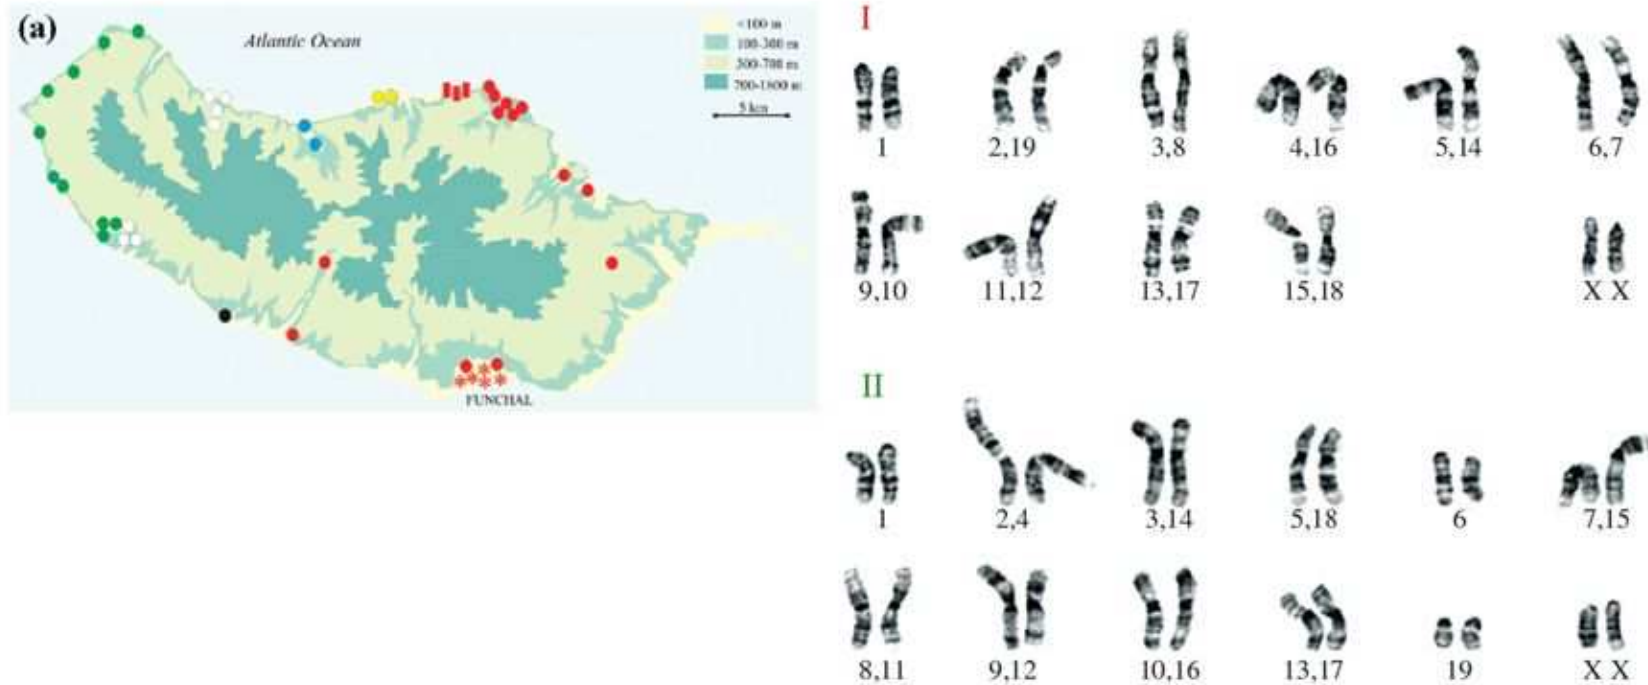 (a)
Atlantic Ocean
<100 m
100-300 m
300-700 m
700-1800 m
5 km
FUNCHAL
I
1 2,19 3,8 4,16 5,14 6,7
9,10 11,12 13,17 15,18 X X
II
1 2,4 3,14 5,18 6 7,15
8,11 9,12 10,16 13,17 19 X X